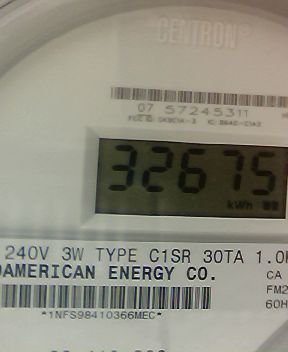 CENTRON®
07 57245311
32675
kWh
240V 3W TYPE C1SR 30TA 1.0
AMERICAN ENERGY CO.
CA
FM2
60H
*1NFS98410366MEC*